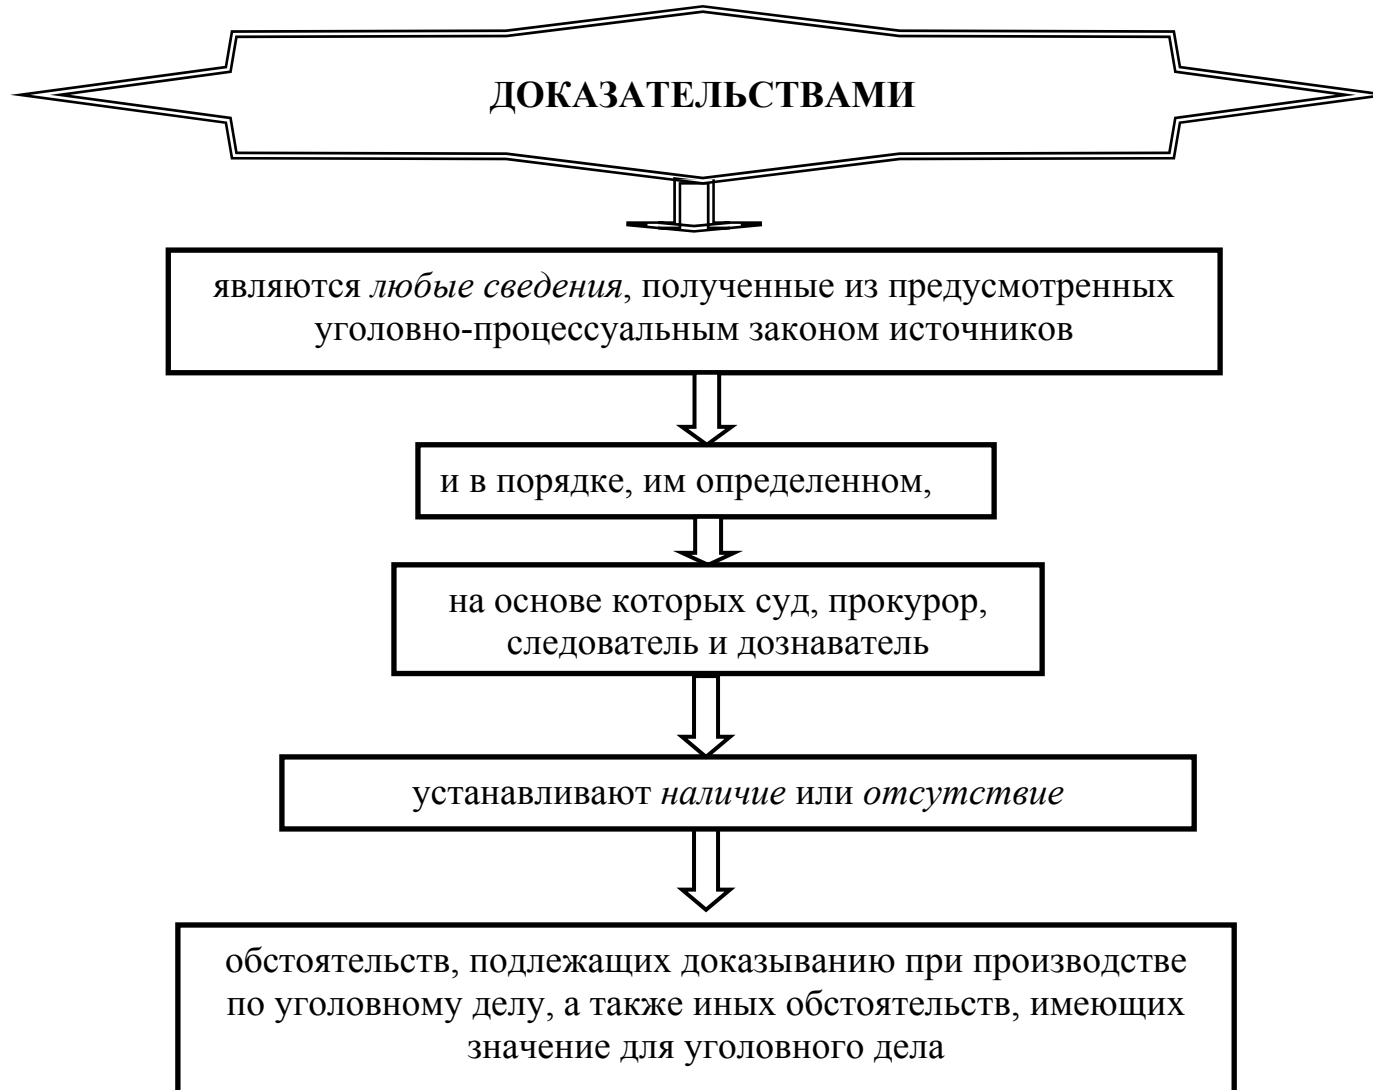 ДОКАЗАТЕЛЬСТВАМИ
являются любые сведения, полученные из предусмотренных
уголовно-процессуальным законом источников
и в порядке, им определенном,
на основе которых суд, прокурор,
следователь и дознаватель
устанавливают наличие или отсутствие
обстоятельств, подлежащих доказыванию при производстве
по уголовному делу, а также иных обстоятельств, имеющих
значение для уголовного дела